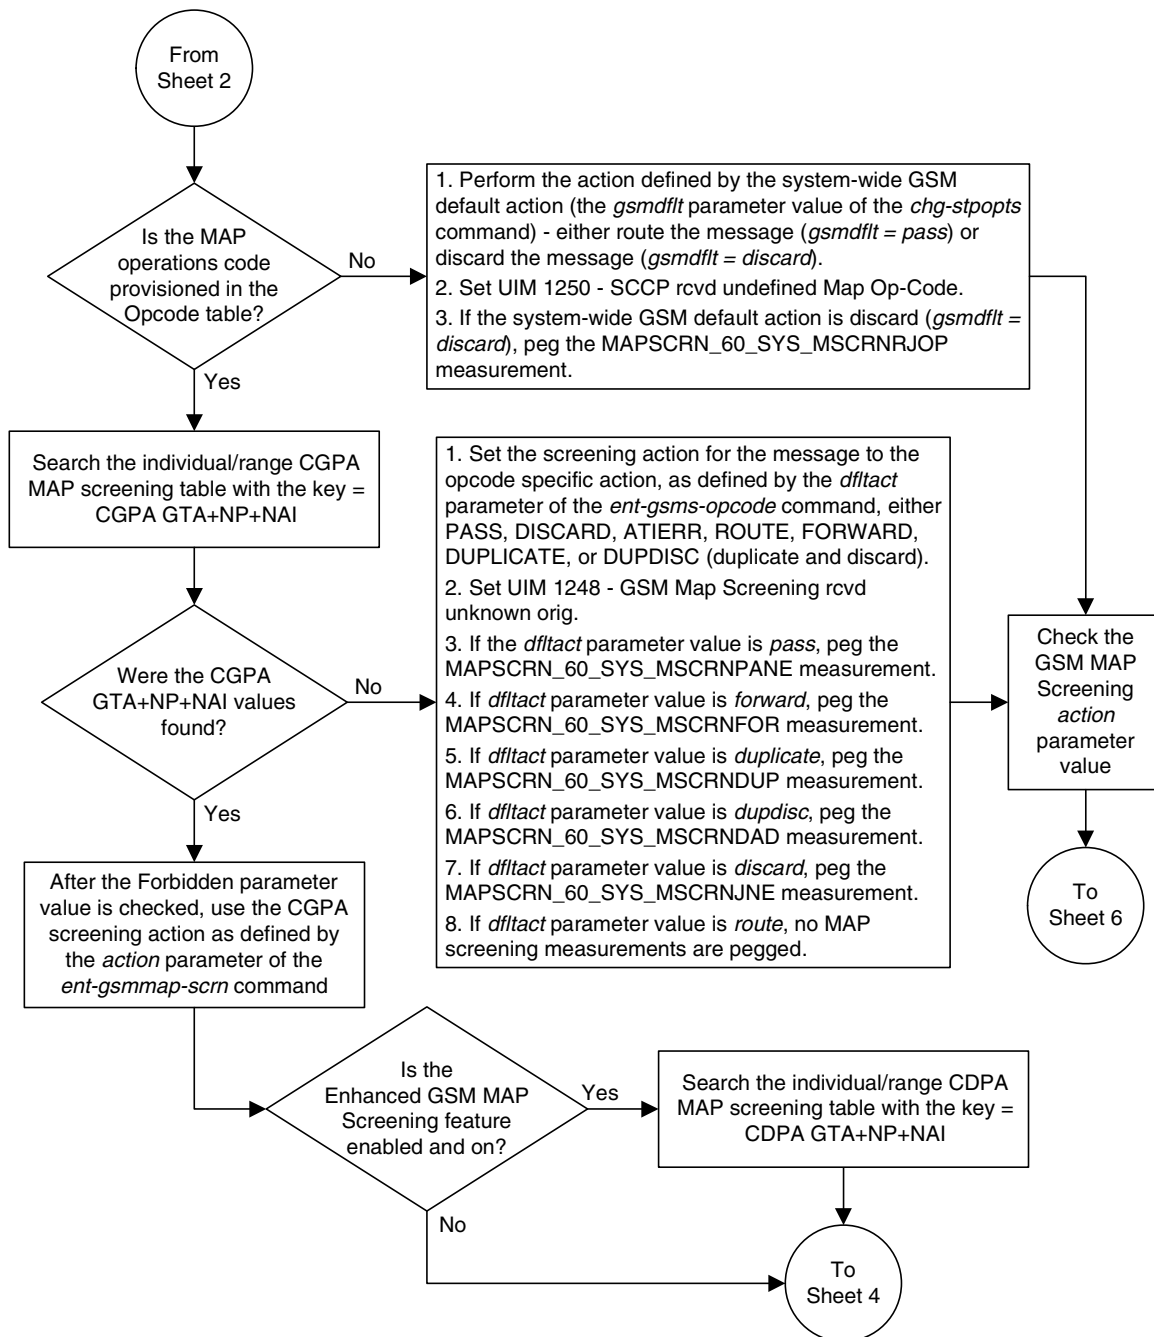 From
Sheet 2
Is the MAP
operations code
provisioned in the
Opcode table?
No
Yes
1. Perform the action defined by the system-wide GSM
default action (the gsmdflt parameter value of the chg-stpopts
command) - either route the message (gsmdflt = pass) or
discard the message (gsmdflt = discard).
2. Set UIM 1250 - SCCP rcvd undefined Map Op-Code.
3. If the system-wide GSM default action is discard (gsmdflt =
discard), peg the MAPSCRN_60_SYS_MSCRNRJOP
measurement.
Search the individual/range CGPA
MAP screening table with the key =
CGPA GTA+NP+NAI
Were the CGPA
GTA+NP+NAI values
found?
No
Yes
1. Set the screening action for the message to the
opcode specific action, as defined by the dfltact
parameter of the ent-gsms-opcode command, either
PASS, DISCARD, ATIERR, ROUTE, FORWARD,
DUPLICATE, or DUPDISC (duplicate and discard).
2. Set UIM 1248 - GSM Map Screening rcvd
unknown orig.
3. If the dfltact parameter value is pass, peg the
MAPSCRN_60_SYS_MSCRNPANE measurement.
4. If dfltact parameter value is forward, peg the
MAPSCRN_60_SYS_MSCRNFOR measurement.
5. If dfltact parameter value is duplicate, peg the
MAPSCRN_60_SYS_MSCRNDUP measurement.
6. If dfltact parameter value is dupdisc, peg the
MAPSCRN_60_SYS_MSCRNDAD measurement.
7. If dfltact parameter value is discard, peg the
MAPSCRN_60_SYS_MSCRNJNE measurement.
8. If dfltact parameter value is route, no MAP
screening measurements are pegged.
Check the
GSM MAP
Screening
action
parameter
value
To
Sheet 6
After the Forbidden parameter
value is checked, use the CGPA
screening action as defined by
the action parameter of the
ent-gsmmap-scrn command
Is the
Enhanced GSM MAP
Screening feature
enabled and on?
Yes
No
Search the individual/range CDPA
MAP screening table with the key =
CDPA GTA+NP+NAI
To
Sheet 4